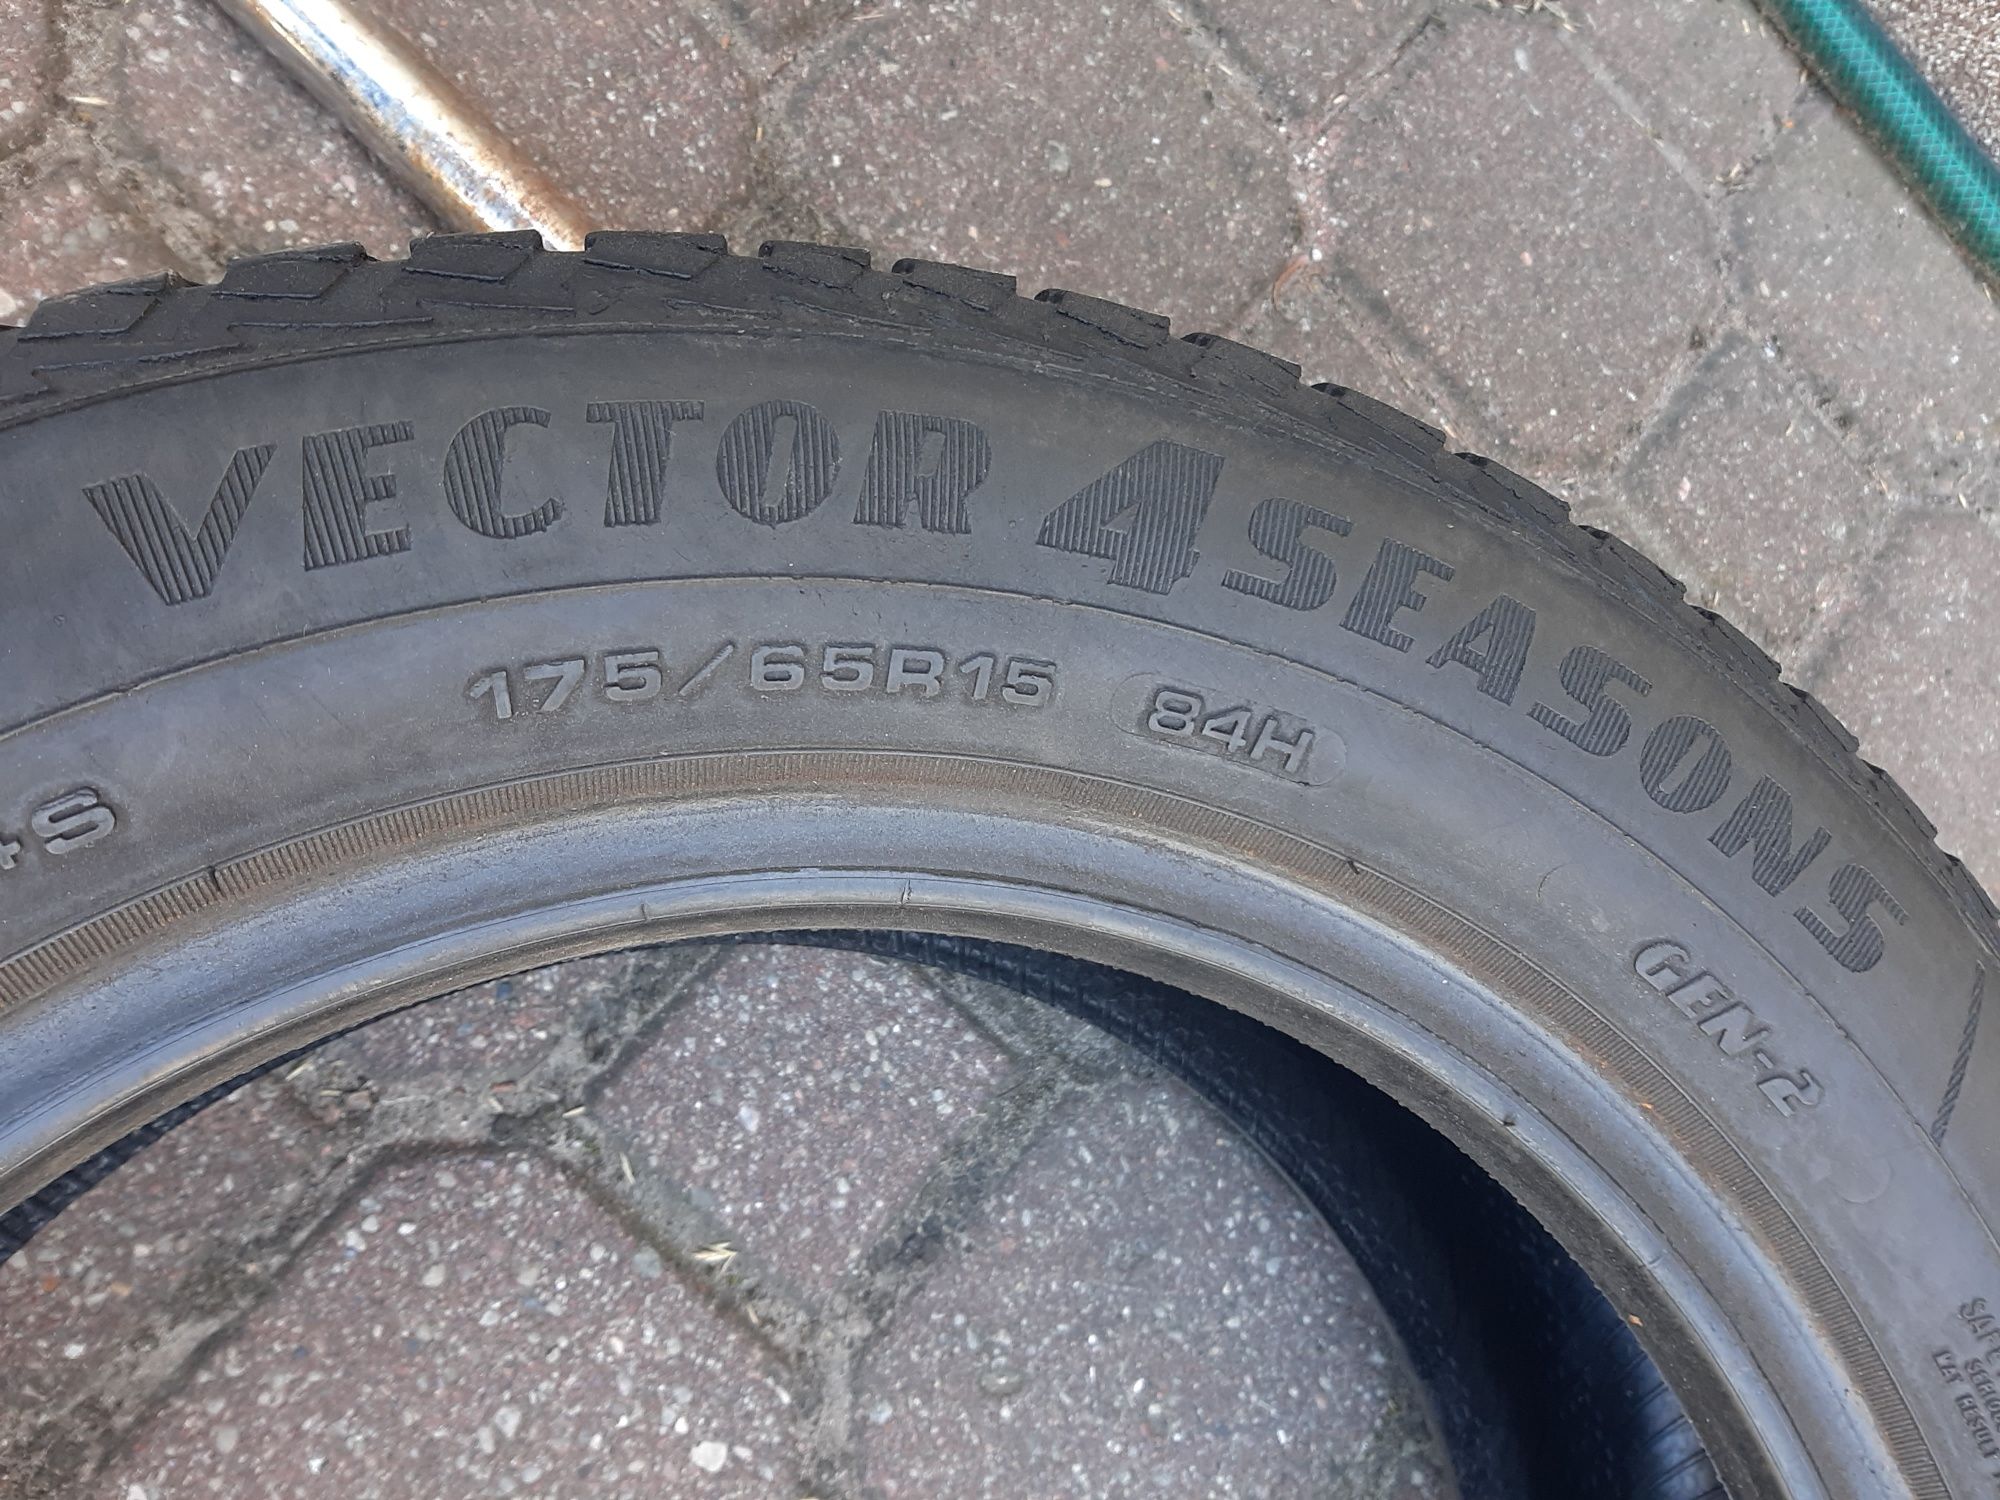 VECTOR 4SEASONS
175/65R15 84H
+S
GEN-2